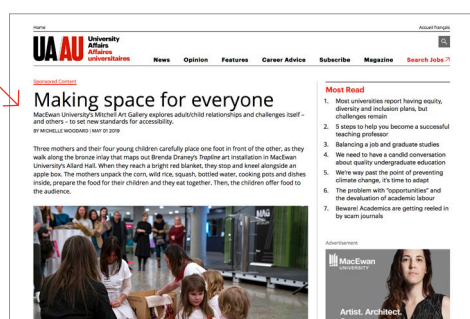 Home
Accueil français
UA AU
University
Affairs
Affaires
universitaires
News Opinion Features Career Advice Subscribe Magazine Search Jobs
Sponsored Content
Making space for everyone
MacEwan University's Mitchell Art Gallery explores adult/child relationships and challenges itself –
and others – to set new standards for accessibility.
BY MICHELLE WOODARD | MAY 01 2019
Three mothers and their four young children carefully place one foot in front of the other, as they
walk along the bronze inlay that maps out Brenda Draney's Trapline art installation in MacEwan
University's Allard Hall. When they reach a bright red blanket, they stop and kneel alongside an
apple box. The mothers unpack the corn, wild rice, squash, bottled water, cooking pots and dishes
inside, prepare the food for their children and they eat together. Then, the children offer food to
the audience.
MAG
Most Read
1. Most universities report having equity,
diversity and inclusion plans, but
challenges remain
2. 5 steps to help you become a successful
teaching professor
3. Balancing a job and graduate studies
4. We need to have a candid conversation
about quality undergraduate education
5. We're way past the point of preventing
climate change, it's time to adapt
6. The problem with "opportunities" and
the devaluation of academic labour
7. Beware! Academics are getting reeled in
by scam journals
Advertisement
MacEwan
UNIVERSITY
Artist. Architect.